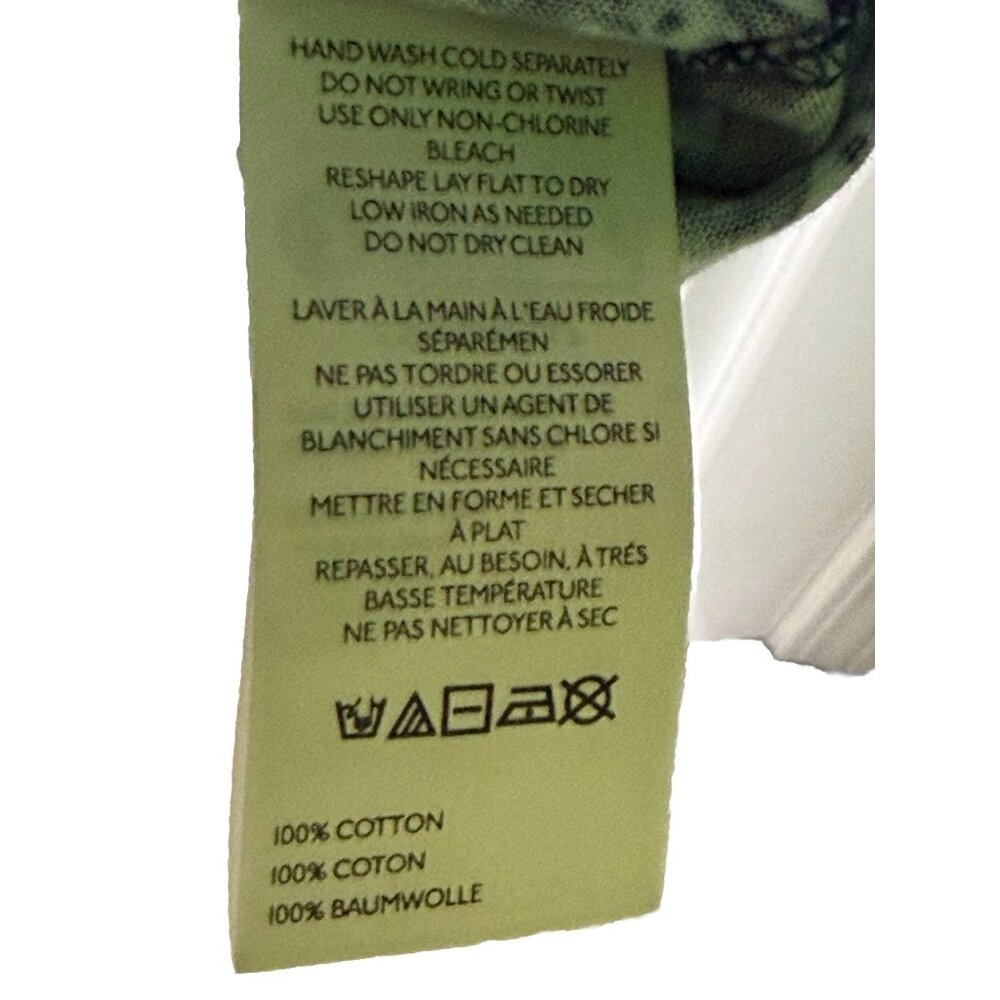 HAND WASH COLD SEPARATELY
DO NOT WRING OR TWIST
USE ONLY NON-CHLORINE
BLEACH
RESHAPE LAY FLAT TO DRY
LOW IRON AS NEEDED
DO NOT DRY CLEAN
LAVER À LA MAIN À L'EAU FROIDE
SÉPARÉMEN
NE PAS TORDRE OU ESSORER
UTILISER UN AGENT DE
BLANCHIMENT SANS CHLORE SI
NÉCESSAIRE
METTRE EN FORME ET SECHER
À PLAT
REPASSER, AU BESOIN, À TRÉS
BASSE TEMPÉRATURE
NE PAS NETTOYER À SEC
100% COTTON
100% COTON
100% BAUMWOLLE